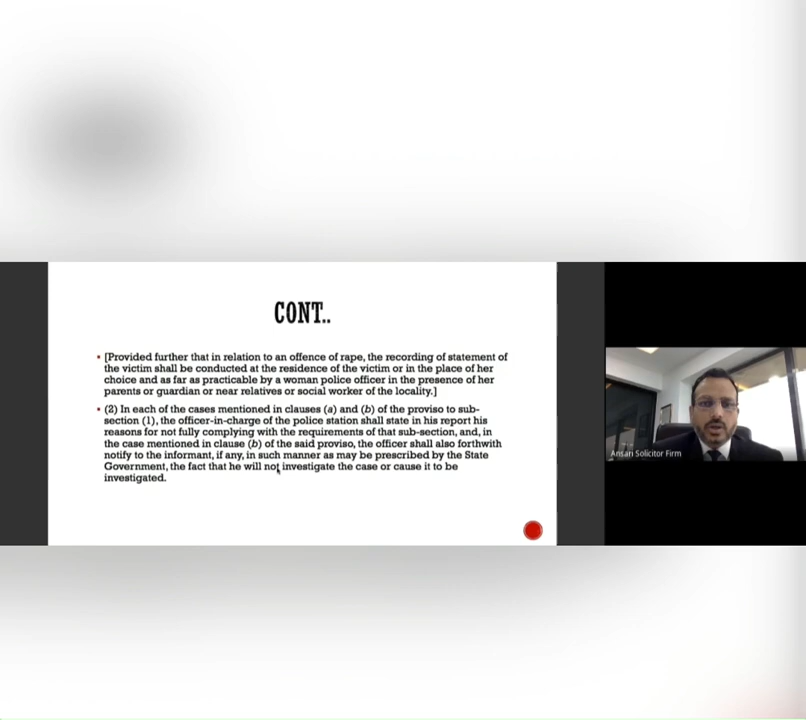 CONT..
[Provided further that in relation to an offence of rape, the recording of statement of
the victim shall be conducted at the residence of the victim or in the place of her
choice and as far as practicable by a woman police officer in the presence of her
parents or guardian or near relatives or social worker of the locality.]
(2) In each of the cases mentioned in clauses (a) and (b) of the proviso to sub-
section (1), the officer-in-charge of the police station shall state in his report his
reasons for not fully complying with the requirements of that sub-section, and, in
the case mentioned in clause (b) of the said proviso, the officer shall also forthwith
notify to the informant, if any, in such manner as may be prescribed by the State
Government, the fact that he will not investigate the case or cause it to be
investigated.
Ansari Solicitor Firm